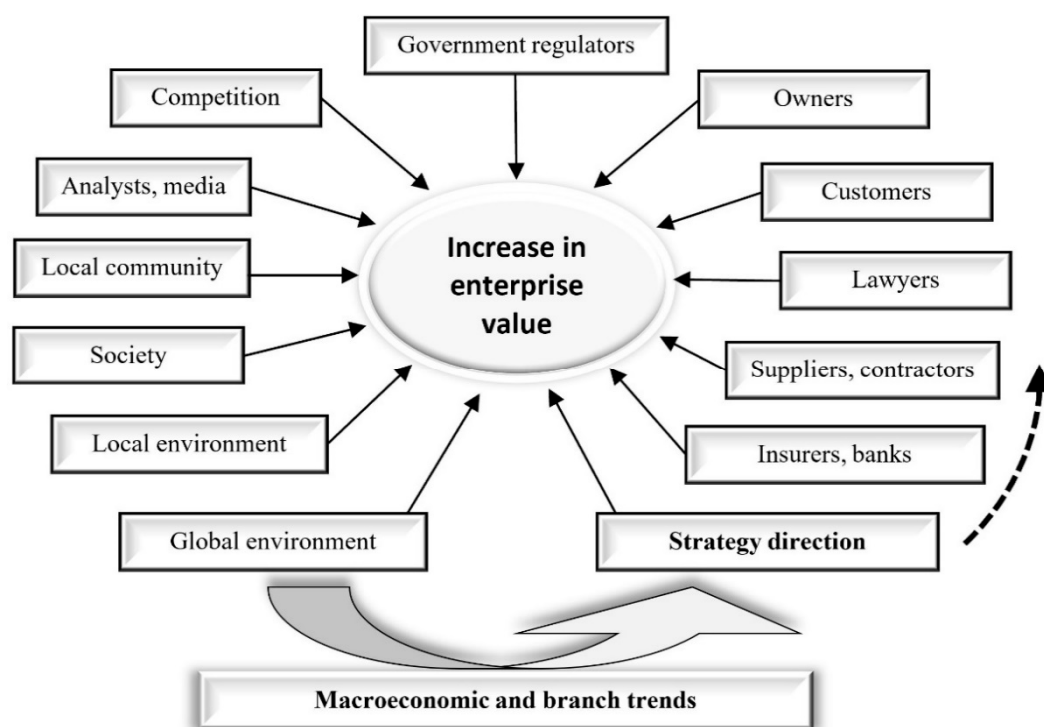 Government regulators
Competition
Owners
Analysts, media
Customers
Increase in
enterprise
value
Local community
Lawyers
Society
Suppliers, contractors
Local environment
Insurers, banks
Global environment
Strategy direction
Macroeconomic and branch trends